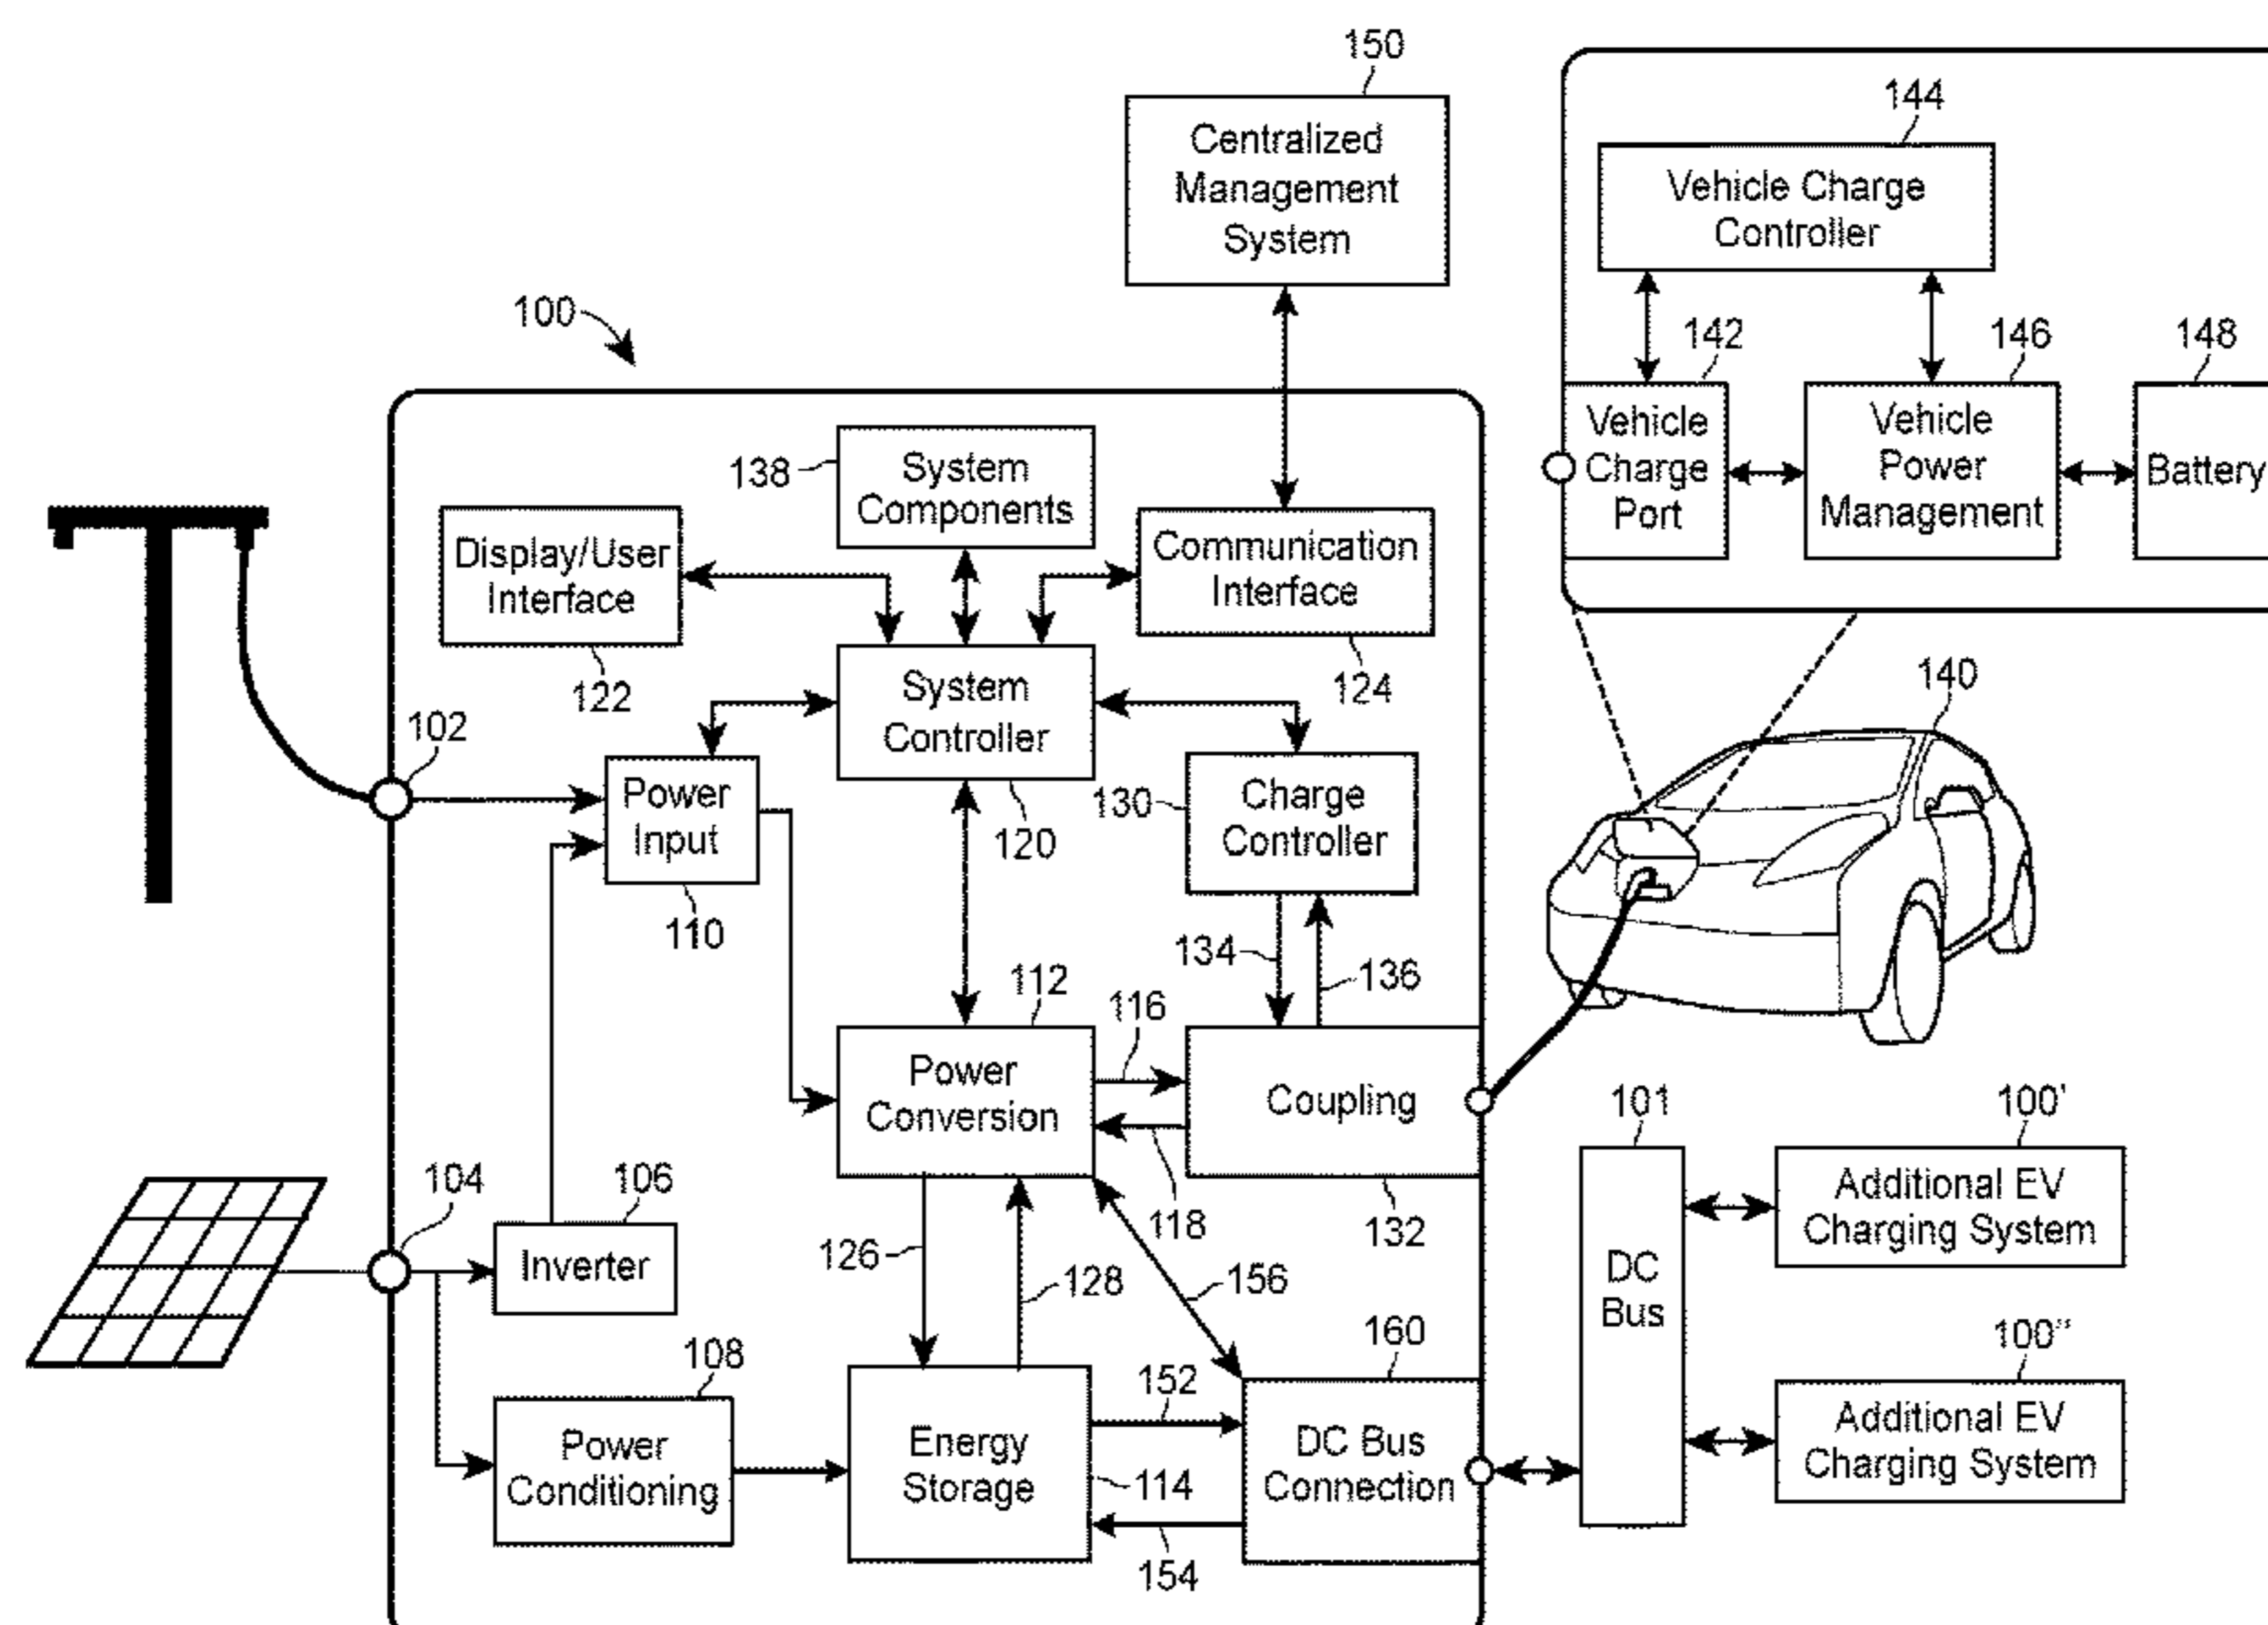 150
Centralized
Management
System
144
Vehicle Charge
Controller
142
146
148
Vehicle
Charge
Port
Vehicle
Power
Management
Battery
100
138
System
Components
Display/User
Interface
122
Communication
Interface
124
System
Controller
120
140
102
Power
Input
110
130
Charge
Controller
134
136
112
116
Power
Conversion
Coupling
118
132
101
100'
Additional EV
Charging System
DC
Bus
100"
Additional EV
Charging System
104
106
Inverter
126
128
156
160
108
Power
Conditioning
Energy
Storage
152
114
154
DC Bus
Connection